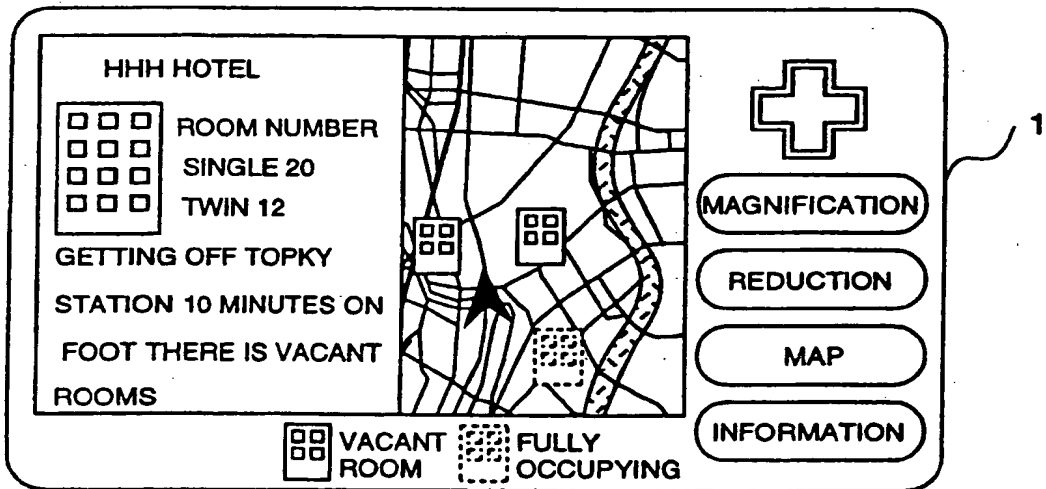 HHH HOTEL
ROOM NUMBER
SINGLE 20
TWIN 12
GETTING OFF TOPKY
STATION 10 MINUTES ON
FOOT THERE IS VACANT
ROOMS
MAGNIFICATION
REDUCTION
MAP
INFORMATION
VACANT
ROOM
FULLY
OCCUPYING
1